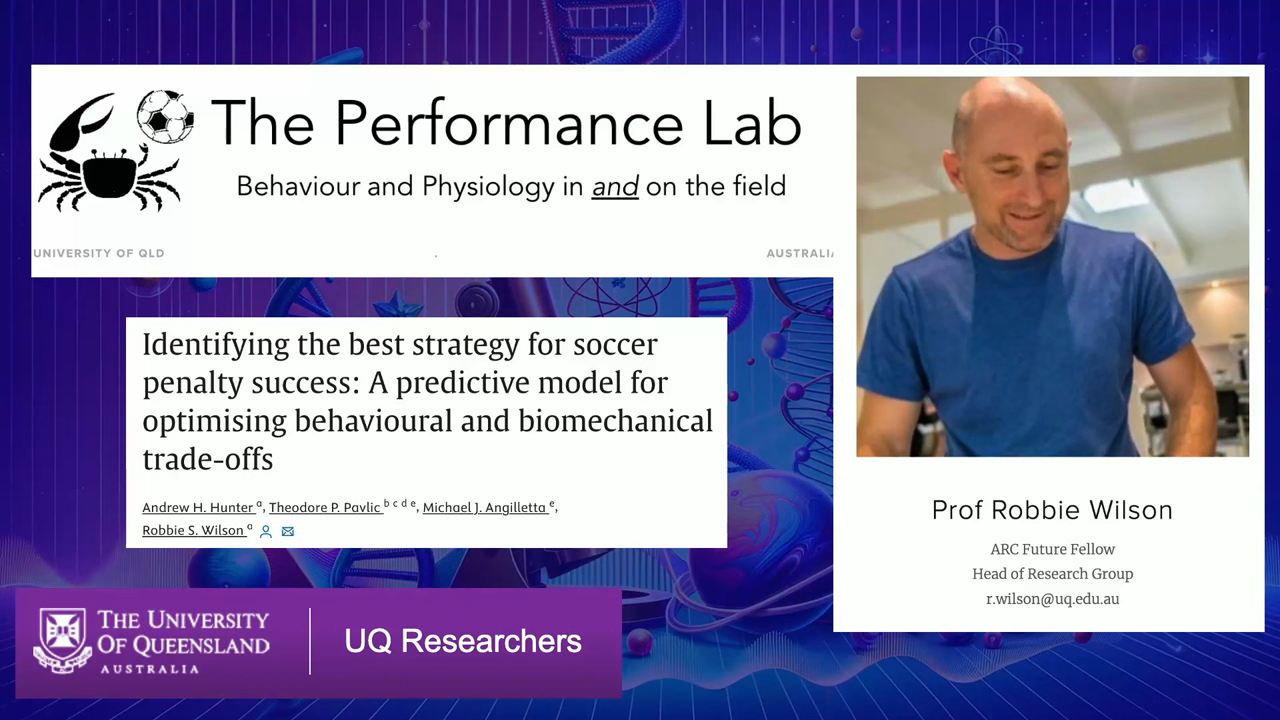 The Performance Lab
Behaviour and Physiology in and on the field
UNIVERSITY OF QLD
.
AUSTRALIA
Identifying the best strategy for soccer
penalty success: A predictive model for
optimising behavioural and biomechanical
trade-offs
Andrew H. Hunter a, Theodore P. Pavlic b c d e, Michael J. Angilletta e,
Robbie S. Wilson a
THE UNIVERSITY
OF QUEENSLAND
AUSTRALIA
UQ Researchers
Prof Robbie Wilson
ARC Future Fellow
Head of Research Group
r.wilson@uq.edu.au